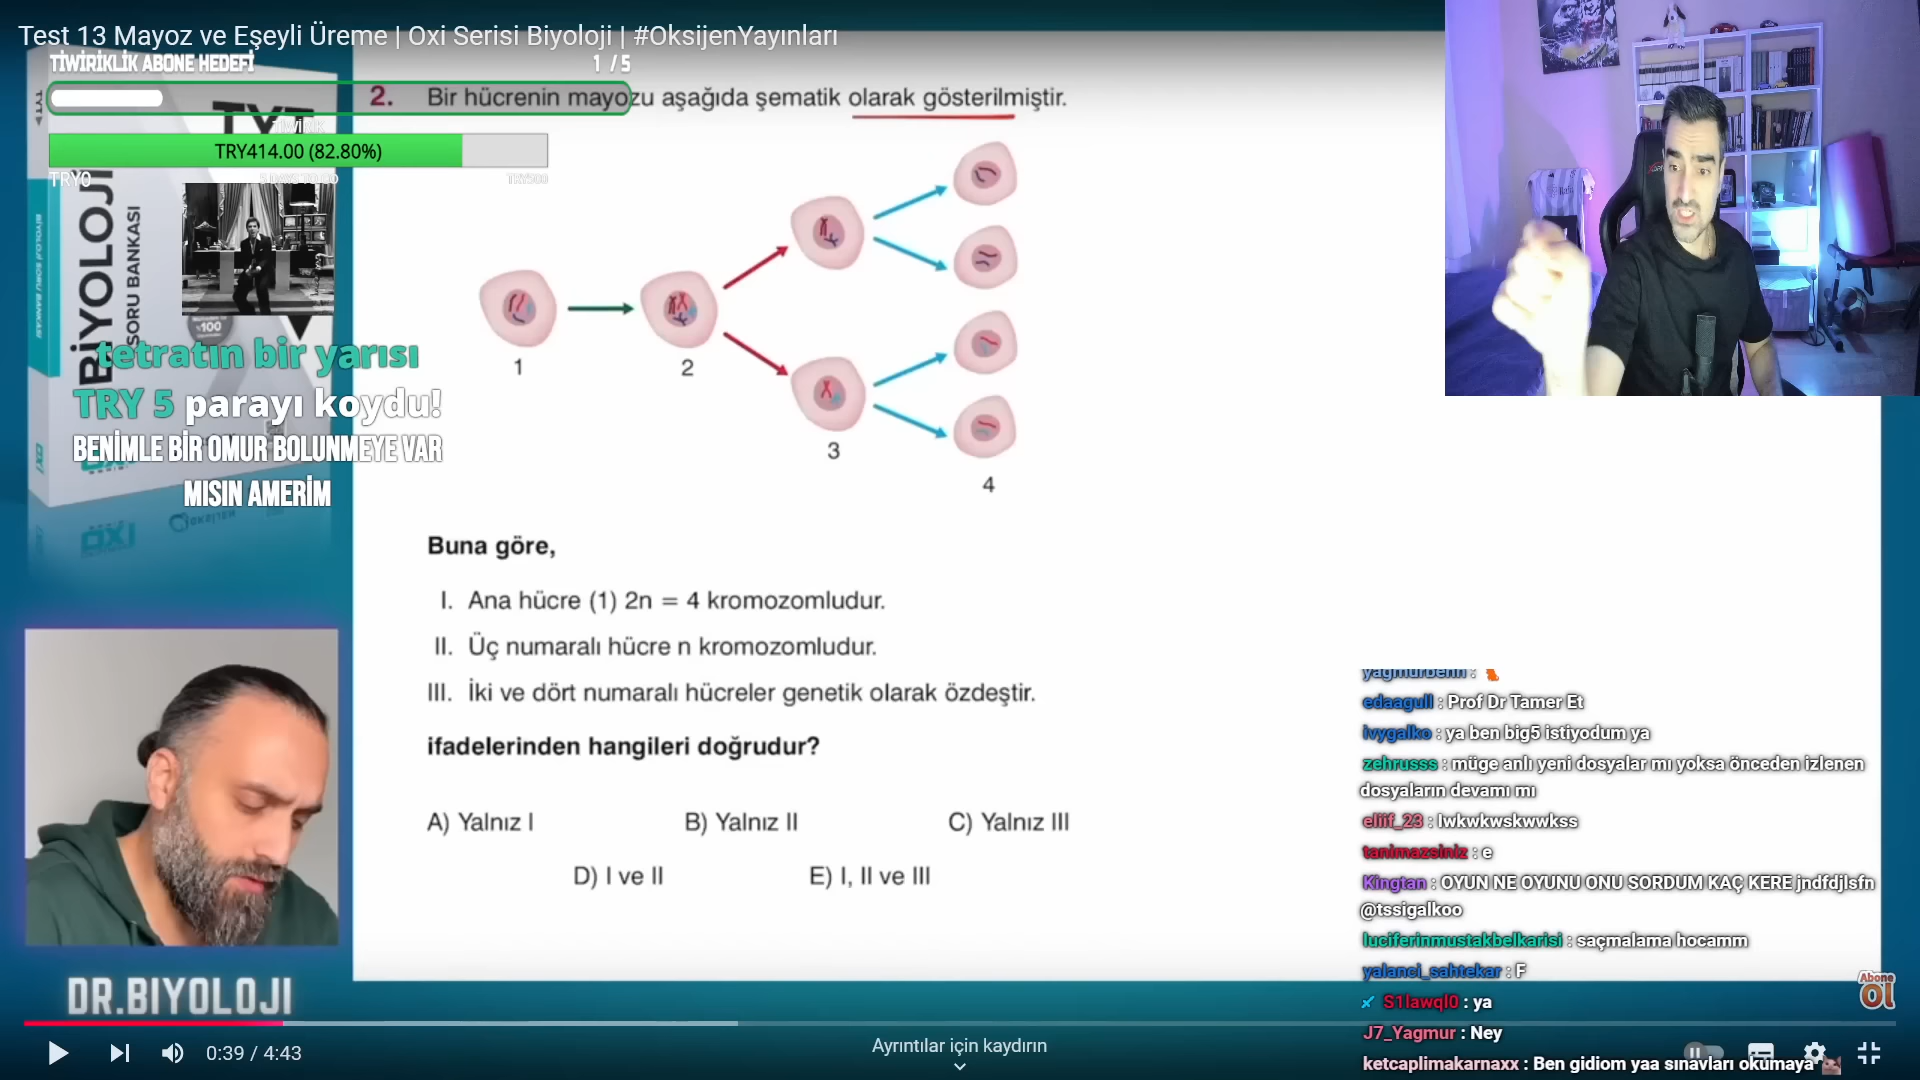 Test 13 Mayoz ve Eşeyli Üreme | Oxi Serisi Biyoloji | #OksijenYayınları
TİWİRİKLİK ABONE HEDEFİ
1 / 5
TYT
TRY414.00 (82.80%)
TRY0
TRY500
BİYOLOJİ
SORU BANKASI
tetratın bir yarısı
TRY 5 parayı koydu!
BENİMLE BİR OMUR BOLUNMEYE VAR
MISIN AMERİM
2. Bir hücrenin mayozu aşağıda şematik olarak gösterilmiştir.
1
2
3
4
Buna göre,
I. Ana hücre (1) 2n = 4 kromozomludur.
II. Üç numaralı hücre n kromozomludur.
III. İki ve dört numaralı hücreler genetik olarak özdeştir.
ifadelerinden hangileri doğrudur?
A) Yalnız I
B) Yalnız II
C) Yalnız III
D) I ve II
E) I, II ve III
DR.BIYOLOJI
yagmurbenn :
edaagull : Prof Dr Tamer Et
ivygalko : ya ben big5 istiyodum ya
zehrusss : müge anlı yeni dosyalar mı yoksa önceden izlenen
dosyaların devamı mı
eliif_23 : lwkwkwskwwkss
tanimazsiniz : e
Kingtan : OYUN NE OYUNU ONU SORDUM KAÇ KERE jndfdjlsfn
@tssigalkoo
luciferinmustakbelkarisi : saçmalama hocamm
yalanci_sahtekar : F
S1lawql0 : ya
J7_Yagmur : Ney
ketcaplimakarnaxx : Ben gidiom yaa sınavları okumaya
Abone
Ol
0:39 / 4:43
Ayrıntılar için kaydırın